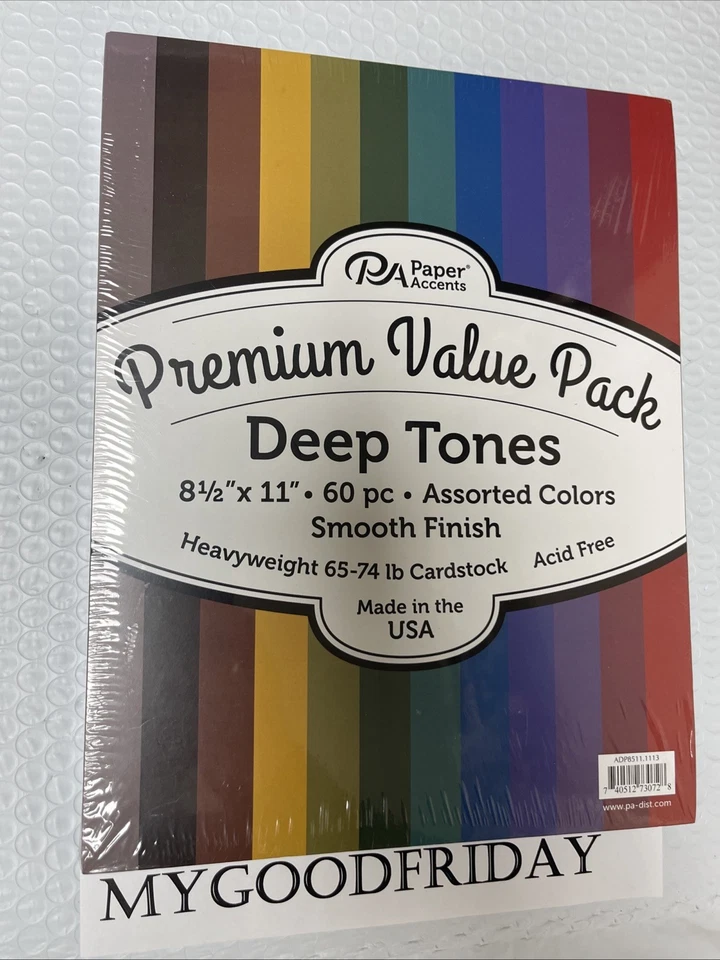 PA Paper®
Accents
Premium Value Pack
Deep Tones
8½"x 11" • 60 pc • Assorted Colors
Smooth Finish
Heavyweight 65-74 lb Cardstock Acid Free
Made in the
USA
ADP8511.1113
7 40512 73072 8
www.pa-dist.com
MYGOODFRIDAY